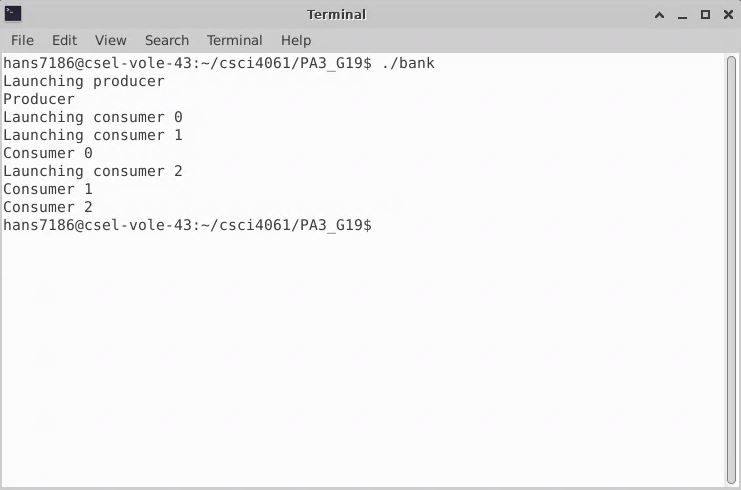 Terminal
File Edit View Search Terminal Help
hans7186@csel-vole-43:~/csci4061/PA3_G19$ ./bank
Launching producer
Producer
Launching consumer 0
Launching consumer 1
Consumer 0
Launching consumer 2
Consumer 1
Consumer 2
hans7186@csel-vole-43:~/csci4061/PA3_G19$